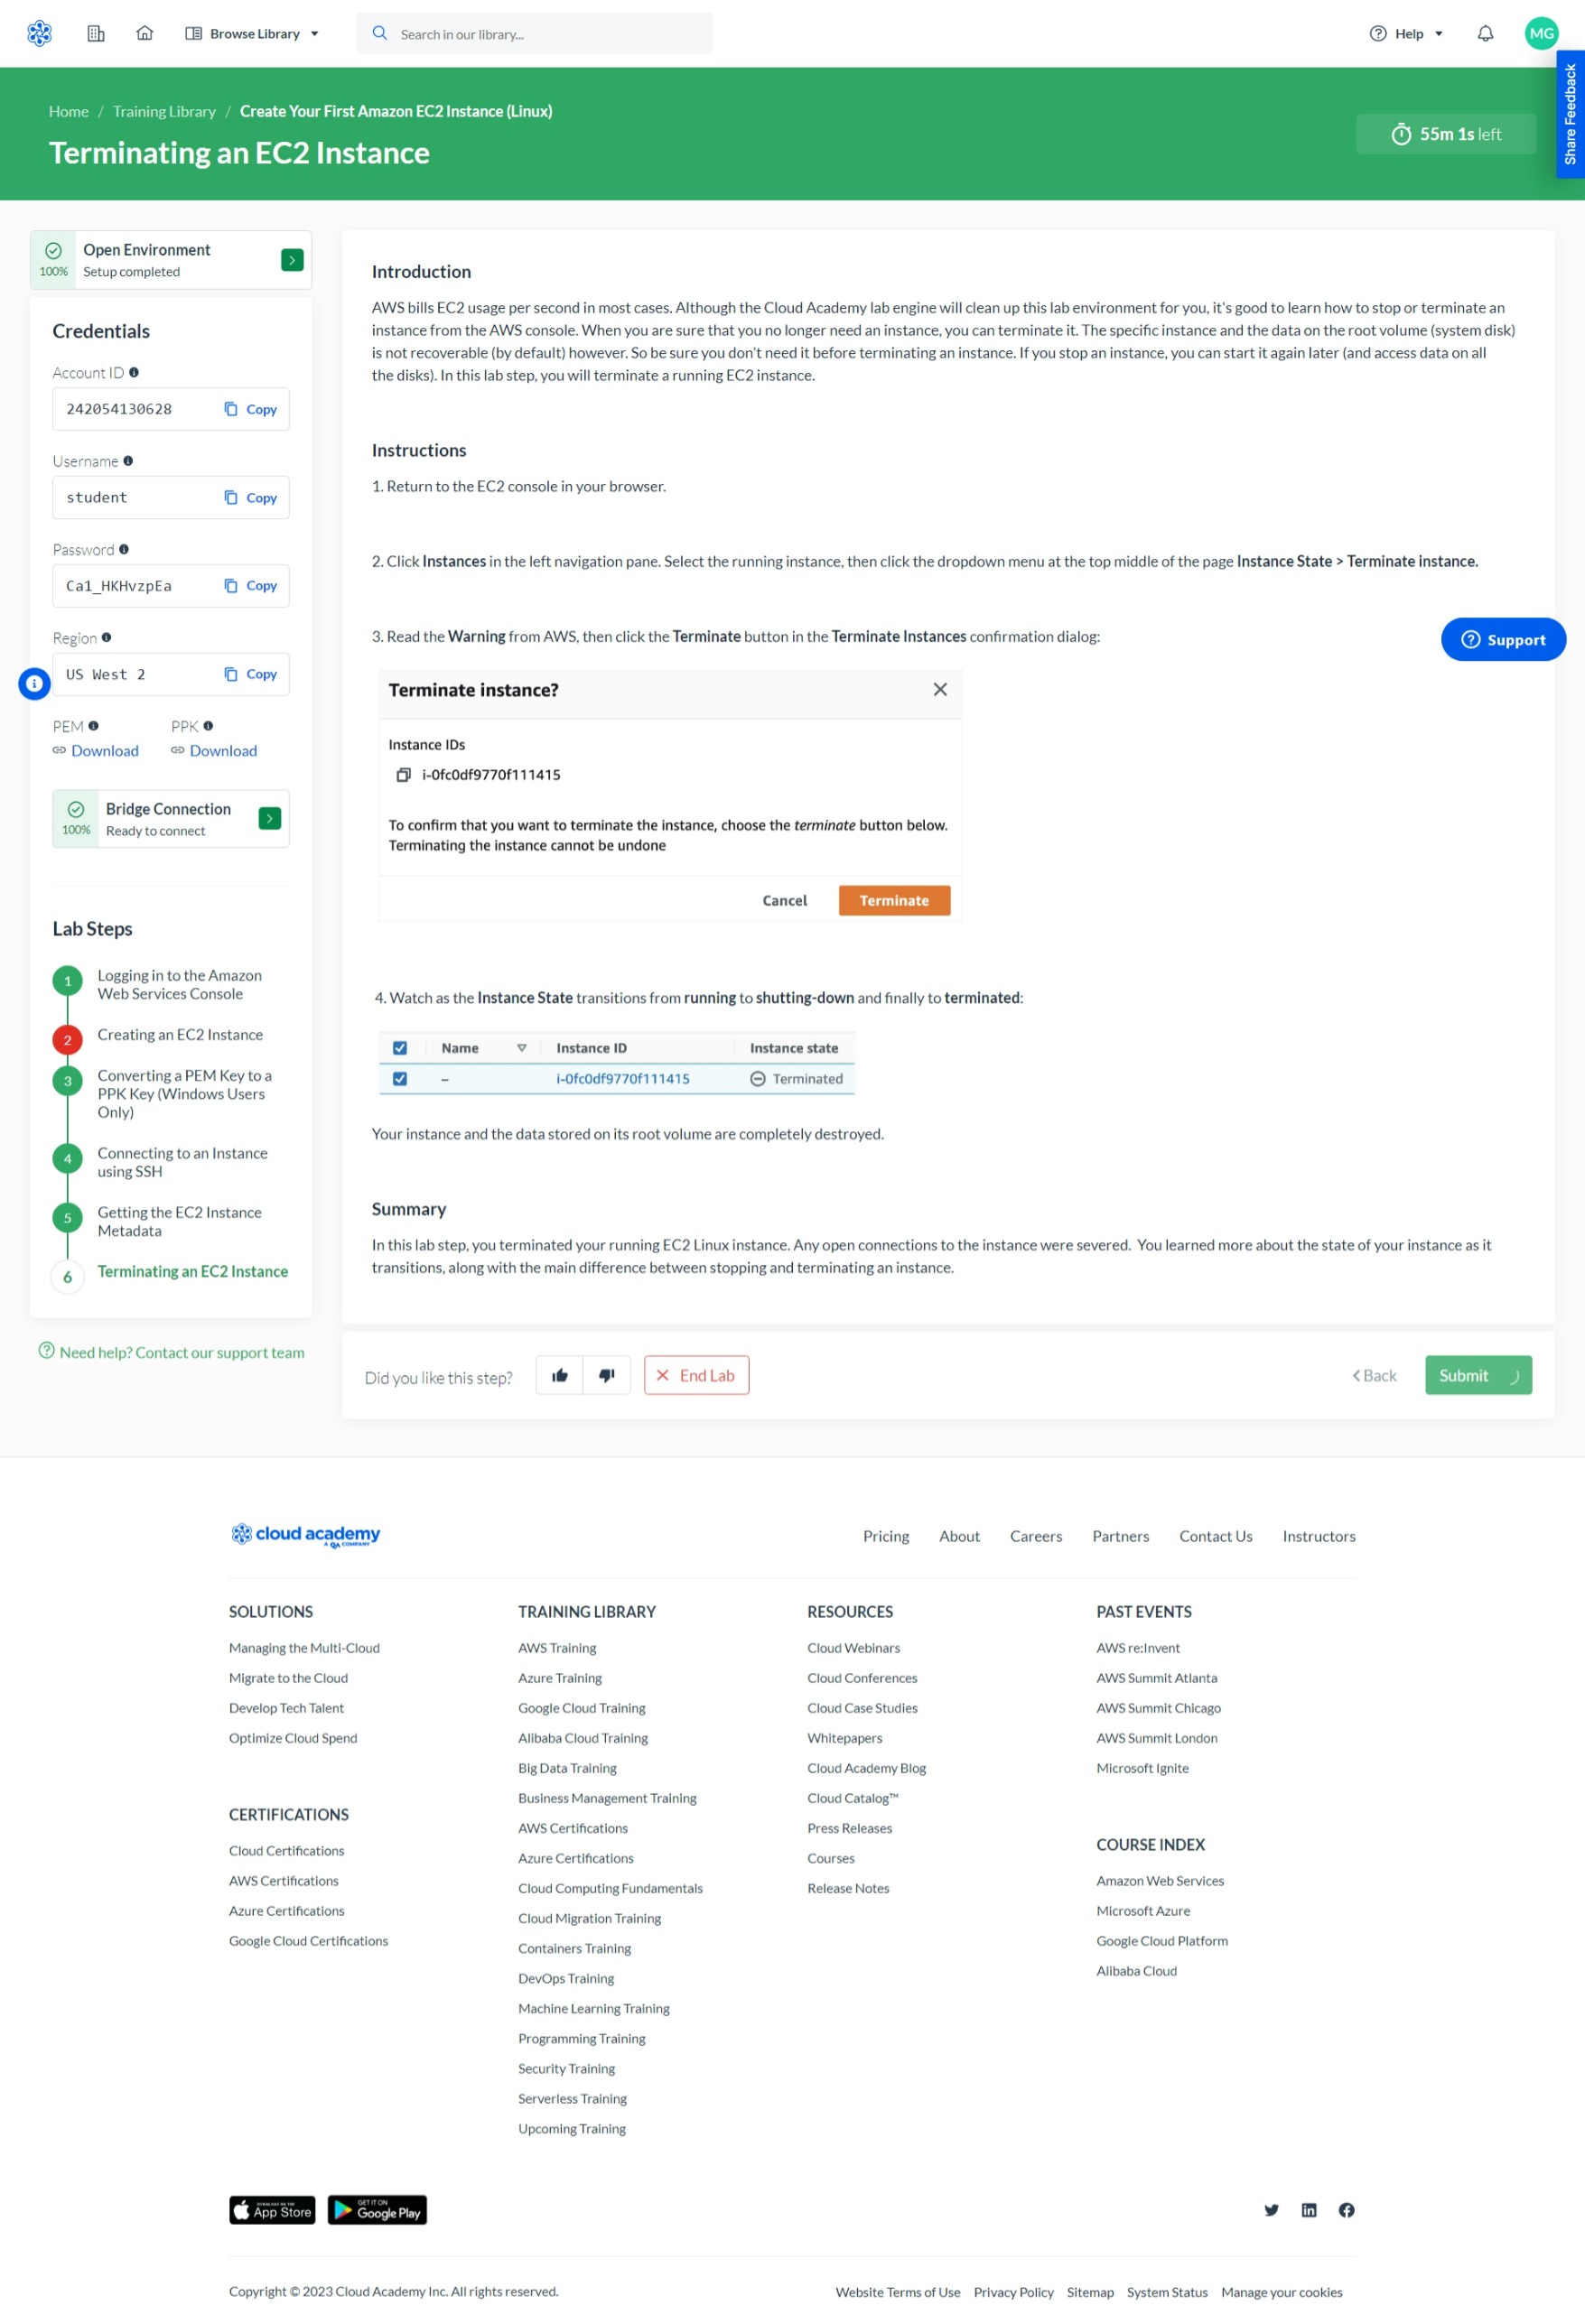 Browse Library
Search in our library...
Help
MG
Share Feedback
Home / Training Library / Create Your First Amazon EC2 Instance (Linux)
Terminating an EC2 Instance
55m 1s left
Open Environment
100%
Setup completed
Credentials
Account ID
242054130628
Copy
Username
student
Copy
Password
Ca1_HKHvzpEa
Copy
Region
US West 2
Copy
PEM
Download
PPK
Download
Bridge Connection
100%
Ready to connect
Lab Steps
1
Logging in to the Amazon
Web Services Console
2
Creating an EC2 Instance
3
Converting a PEM Key to a
PPK Key (Windows Users
Only)
4
Connecting to an Instance
using SSH
5
Getting the EC2 Instance
Metadata
6
Terminating an EC2 Instance
Need help? Contact our support team
Introduction
AWS bills EC2 usage per second in most cases. Although the Cloud Academy lab engine will clean up this lab environment for you, it's good to learn how to stop or terminate an
instance from the AWS console. When you are sure that you no longer need an instance, you can terminate it. The specific instance and the data on the root volume (system disk)
is not recoverable (by default) however. So be sure you don't need it before terminating an instance. If you stop an instance, you can start it again later (and access data on all
the disks). In this lab step, you will terminate a running EC2 instance.
Instructions
1. Return to the EC2 console in your browser.
2. Click Instances in the left navigation pane. Select the running instance, then click the dropdown menu at the top middle of the page Instance State > Terminate instance.
3. Read the Warning from AWS, then click the Terminate button in the Terminate Instances confirmation dialog:
Support
Terminate instance?
Instance IDs
i-0fc0df9770f111415
To confirm that you want to terminate the instance, choose the terminate button below.
Terminating the instance cannot be undone
Cancel
Terminate
4. Watch as the Instance State transitions from running to shutting-down and finally to terminated:
Name
Instance ID
Instance state
–
i-0fc0df9770f111415
Terminated
Your instance and the data stored on its root volume are completely destroyed.
Summary
In this lab step, you terminated your running EC2 Linux instance. Any open connections to the instance were severed. You learned more about the state of your instance as it
transitions, along with the main difference between stopping and terminating an instance.
Did you like this step?
End Lab
Back
Submit
cloud academy
A QA COMPANY
Pricing
About
Careers
Partners
Contact Us
Instructors
SOLUTIONS
Managing the Multi-Cloud
Migrate to the Cloud
Develop Tech Talent
Optimize Cloud Spend
CERTIFICATIONS
Cloud Certifications
AWS Certifications
Azure Certifications
Google Cloud Certifications
TRAINING LIBRARY
AWS Training
Azure Training
Google Cloud Training
Alibaba Cloud Training
Big Data Training
Business Management Training
AWS Certifications
Azure Certifications
Cloud Computing Fundamentals
Cloud Migration Training
Containers Training
DevOps Training
Machine Learning Training
Programming Training
Security Training
Serverless Training
Upcoming Training
RESOURCES
Cloud Webinars
Cloud Conferences
Cloud Case Studies
Whitepapers
Cloud Academy Blog
Cloud Catalog™
Press Releases
Courses
Release Notes
PAST EVENTS
AWS re:Invent
AWS Summit Atlanta
AWS Summit Chicago
AWS Summit London
Microsoft Ignite
COURSE INDEX
Amazon Web Services
Microsoft Azure
Google Cloud Platform
Alibaba Cloud
Download on the
App Store
GET IT ON
Google Play
Copyright © 2023 Cloud Academy Inc. All rights reserved.
Website Terms of Use
Privacy Policy
Sitemap
System Status
Manage your cookies